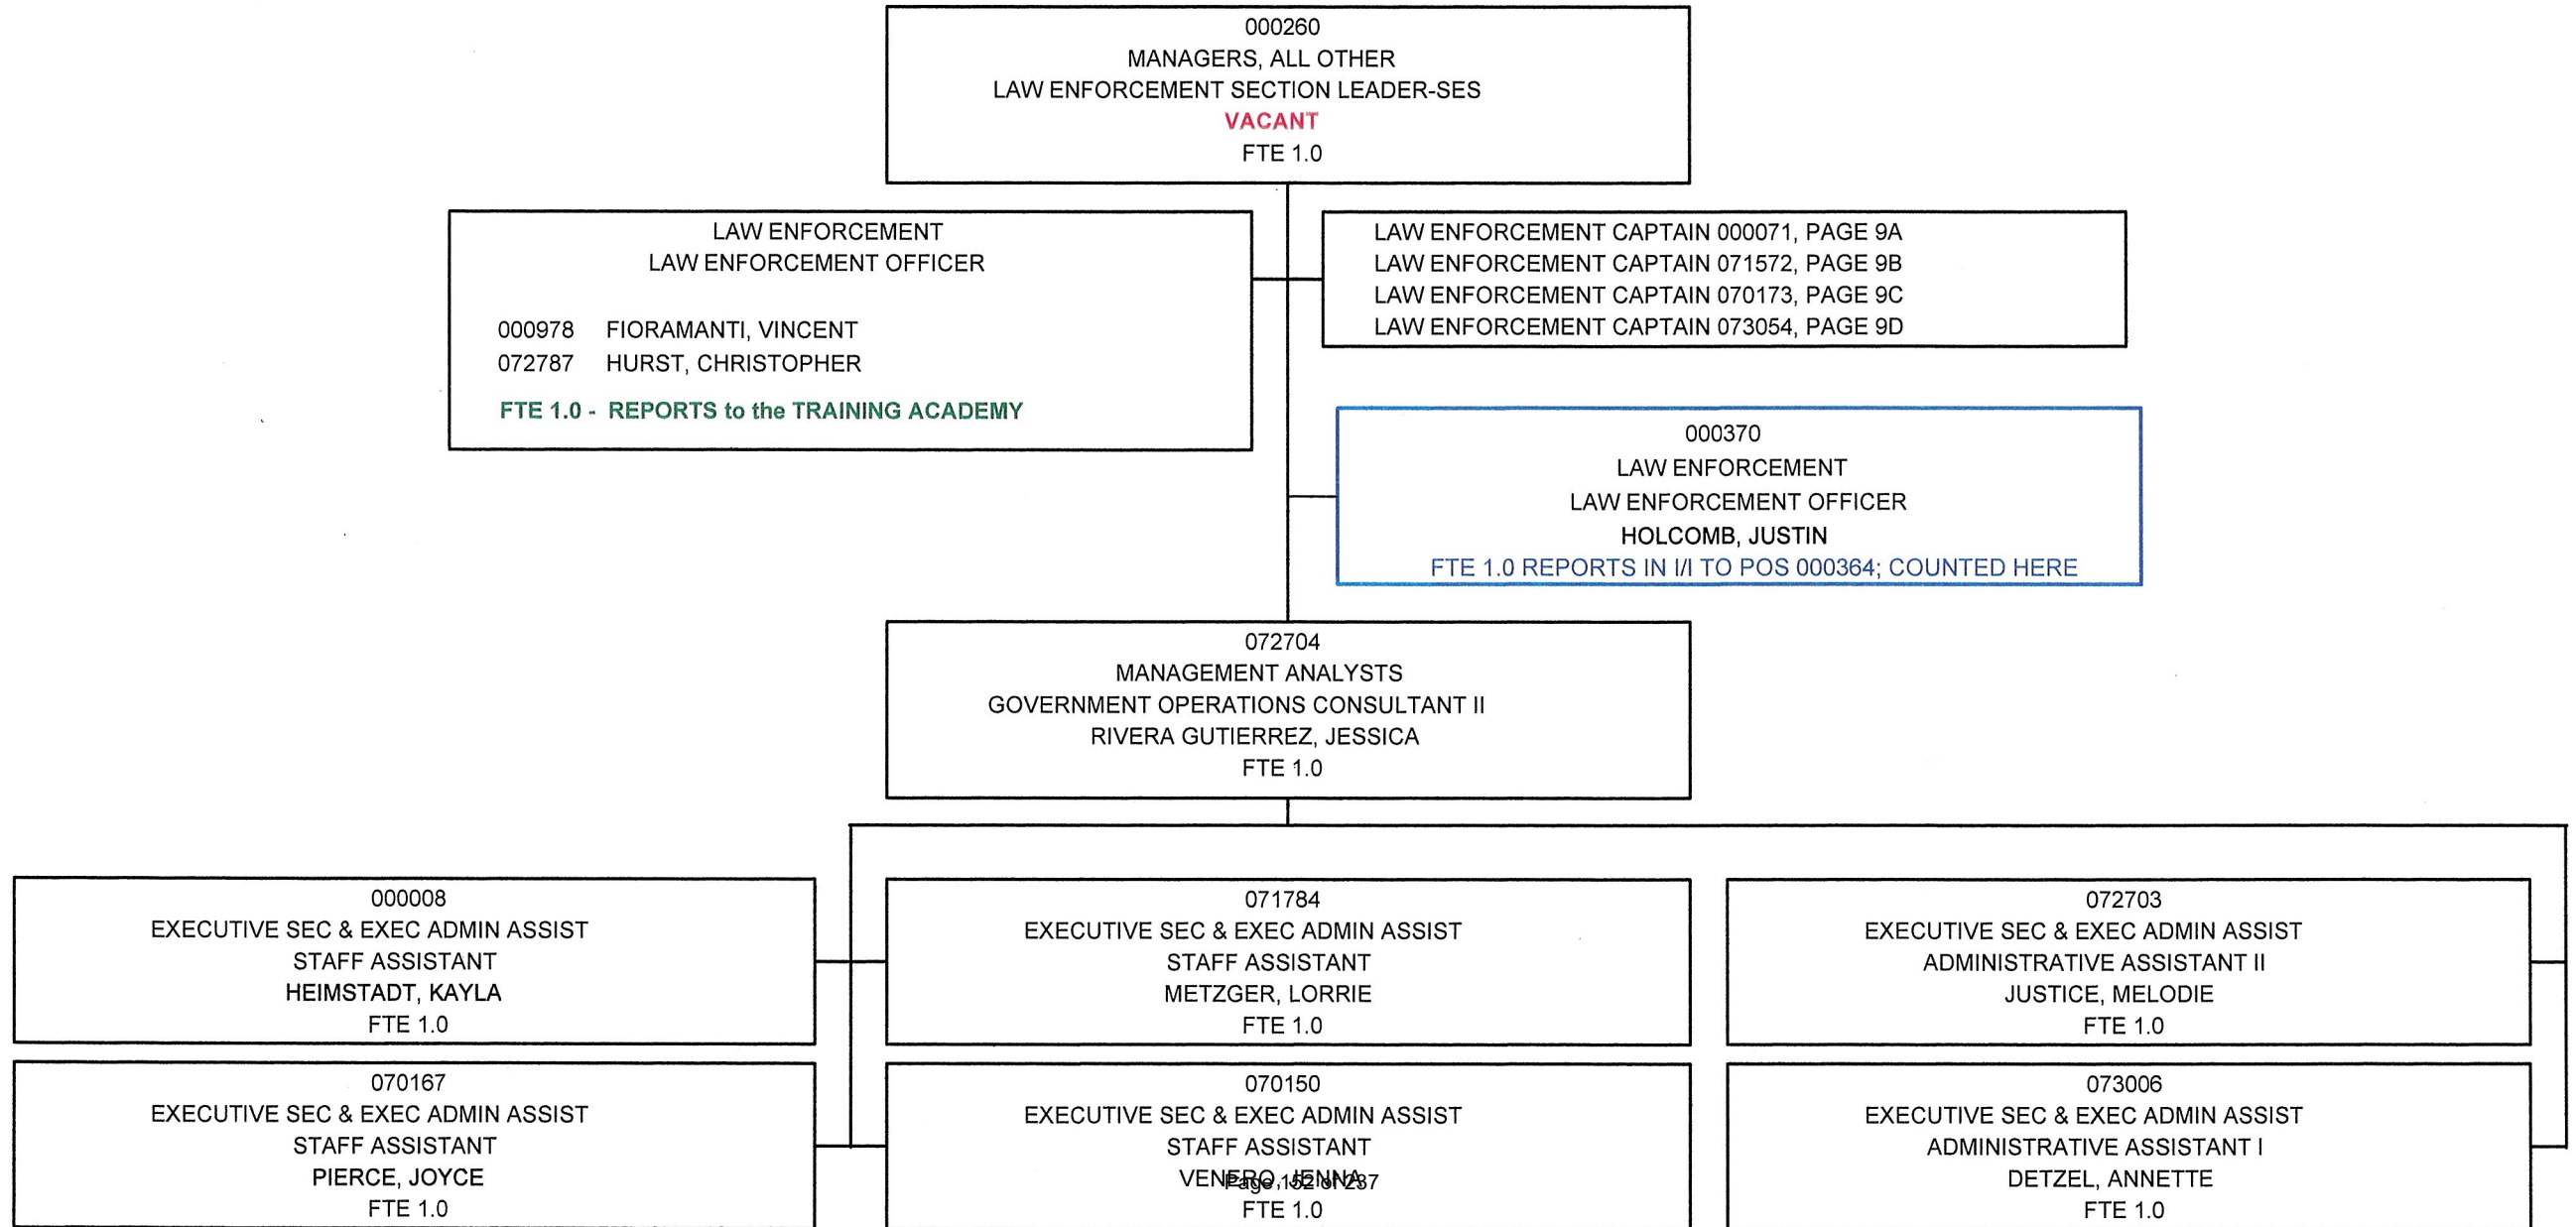 000260
MANAGERS, ALL OTHER
LAW ENFORCEMENT SECTION LEADER-SES
VACANT
FTE 1.0
LAW ENFORCEMENT
LAW ENFORCEMENT OFFICER
000978 FIORAMANTI, VINCENT
072787 HURST, CHRISTOPHER
FTE 1.0 - REPORTS to the TRAINING ACADEMY
LAW ENFORCEMENT CAPTAIN 000071, PAGE 9A
LAW ENFORCEMENT CAPTAIN 071572, PAGE 9B
LAW ENFORCEMENT CAPTAIN 070173, PAGE 9C
LAW ENFORCEMENT CAPTAIN 073054, PAGE 9D
000370
LAW ENFORCEMENT
LAW ENFORCEMENT OFFICER
HOLCOMB, JUSTIN
FTE 1.0 REPORTS IN I/I TO POS 000364; COUNTED HERE
072704
MANAGEMENT ANALYSTS
GOVERNMENT OPERATIONS CONSULTANT II
RIVERA GUTIERREZ, JESSICA
FTE 1.0
000008
EXECUTIVE SEC & EXEC ADMIN ASSIST
STAFF ASSISTANT
HEIMSTADT, KAYLA
FTE 1.0
071784
EXECUTIVE SEC & EXEC ADMIN ASSIST
STAFF ASSISTANT
METZGER, LORRIE
FTE 1.0
072703
EXECUTIVE SEC & EXEC ADMIN ASSIST
ADMINISTRATIVE ASSISTANT II
JUSTICE, MELODIE
FTE 1.0
070167
EXECUTIVE SEC & EXEC ADMIN ASSIST
STAFF ASSISTANT
PIERCE, JOYCE
FTE 1.0
070150
EXECUTIVE SEC & EXEC ADMIN ASSIST
STAFF ASSISTANT
VENERO, JENNA
Page 152 of 237
FTE 1.0
073006
EXECUTIVE SEC & EXEC ADMIN ASSIST
ADMINISTRATIVE ASSISTANT I
DETZEL, ANNETTE
FTE 1.0